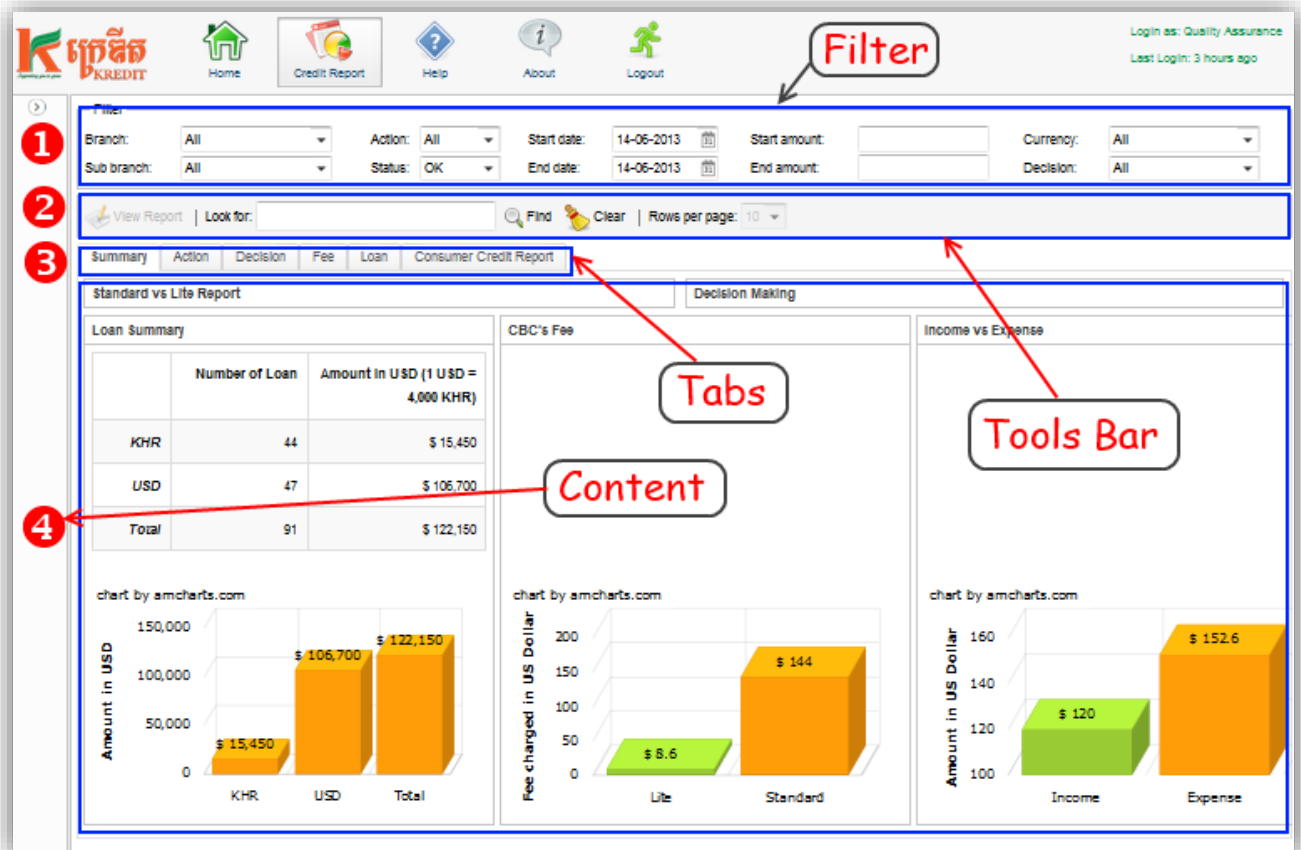 ក្រេឌីត
KREDIT
Home
Credit Report
Help
About
Logout
Login as: Quality Assurance
Last Login: 3 hours ago
Filter
1
Filter
Branch: All Action: All Start date: 14-06-2013 Start amount: Currency: All
Sub branch: All Status: OK End date: 14-06-2013 End amount: Decision: All
2
View Report | Look for: Find Clear | Rows per page: 10
3
Summary Action Decision Fee Loan Consumer Credit Report
Standard vs Lite Report
Decision Making
Loan Summary
CBC's Fee
Income vs Expense
Number of Loan Amount in USD (1 USD =
4,000 KHR)
KHR 44 $ 15,450
USD 47 $ 106,700
Total 91 $ 122,150
Tabs
Tools Bar
Content
4
chart by amcharts.com
Amount in USD
150,000
100,000
50,000
0
$ 15,450
$ 106,700
$ 122,150
KHR USD Total
chart by amcharts.com
Fee charged in US Dollar
200
150
100
50
0
$ 8.6
$ 144
Lite Standard
chart by amcharts.com
Amount in US Dollar
160
140
120
100
$ 120
$ 152.6
Income Expense